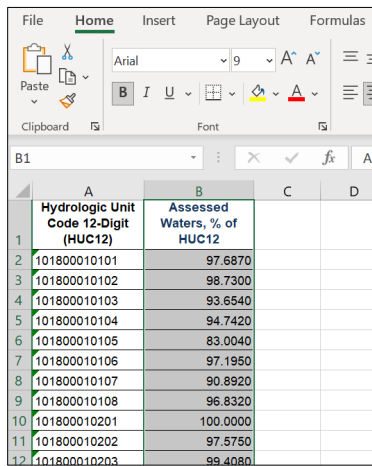 File Home Insert Page Layout Formulas
Arial 9 A^ A˅
Paste B I U A
Clipboard Font
B1 fx A
A B C D
1 Hydrologic Unit Assessed
Code 12-Digit Waters, % of
(HUC12) HUC12
2 101800010101 97.6870
3 101800010102 98.7300
4 101800010103 93.6540
5 101800010104 94.7420
6 101800010105 83.0040
7 101800010106 97.1950
8 101800010107 90.8920
9 101800010108 96.8320
10 101800010201 100.0000
11 101800010202 97.5750
12 101800010203 99.4080